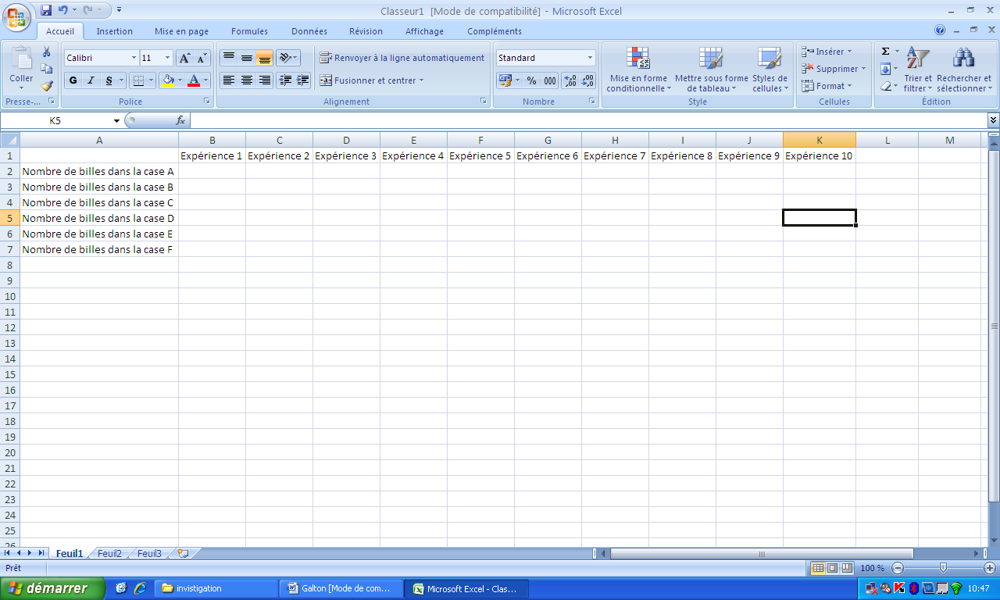 Classeur1 [Mode de compatibilité] - Microsoft Excel
Accueil Insertion Mise en page Formules Données Révision Affichage Compléments
Coller
Presse-...
Calibri 11
G I S
Police
Renvoyer à la ligne automatiquement
Fusionner et centrer
Alignement
Standard
% 000
Nombre
Mise en forme conditionnelle
Mettre sous forme de tableau
Styles de cellules
Style
Insérer
Supprimer
Format
Cellules
Σ
Trier et filtrer
Rechercher et sélectionner
Édition
K5 fx
A B C D E F G H I J K L M
1 Expérience 1 Expérience 2 Expérience 3 Expérience 4 Expérience 5 Expérience 6 Expérience 7 Expérience 8 Expérience 9 Expérience 10
2 Nombre de billes dans la case A
3 Nombre de billes dans la case B
4 Nombre de billes dans la case C
5 Nombre de billes dans la case D
6 Nombre de billes dans la case E
7 Nombre de billes dans la case F
8
9
10
11
12
13
14
15
16
17
18
19
20
21
22
23
24
25
26
Feuil1 Feuil2 Feuil3
Prêt 100 %
démarrer invistigation Galton [Mode de com... Microsoft Excel - Clas... 10:47